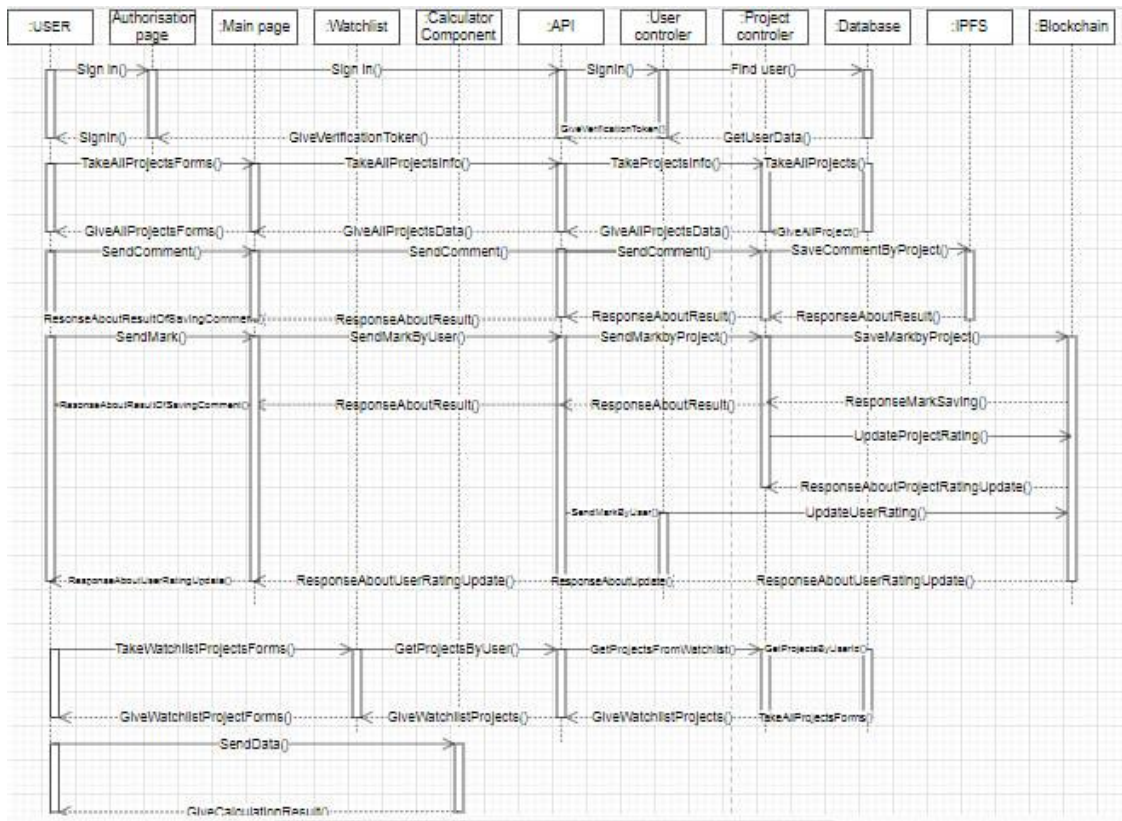 :USER
:Authorisation
page
:Main page
:Watchlist
:Calculator
Component
:API
:User
controler
:Project
controler
:Database
:IPFS
:Blockchain
Sign In()
Sign In()
SignIn()
Find user()
SignIn()
GiveVerificationToken()
GiveVerificationToken()
GetUserData()
TakeAllProjectsForms()
TakeAllProjectsInfo()
TakeProjectsInfo()
TakeAllProjects()
GiveAllProjectsForms()
GiveAllProjectsData()
GiveAllProjectsData()
GiveAllProject()
SendComment()
SendComment()
SendComment()
SaveCommentByProject()
ResonseAboutResultOfSavingComment()
ResponseAboutResult()
ResponseAboutResult()
ResponseAboutResult()
SendMark()
SendMarkByUser()
SendMarkbyProject()
SaveMarkbyProject()
ResponseAboutResultOfSavingComment()
ResponseAboutResult()
ResponseAboutResult()
ResponseMarkSaving()
UpdateProjectRating()
ResponseAboutProjectRatingUpdate()
SendMarkByUser()
UpdateUserRating()
ResponseAboutUserRatingUpdate()
ResponseAboutUserRatingUpdate()
ResponseAboutUpdate()
ResponseAboutUserRatingUpdate()
TakeWatchlistProjectsForms()
GetProjectsByUser()
GetProjectsFromWatchlist()
GetProjectsByUserId()
GiveWatchlistProjectForms()
GiveWatchlistProjects()
GiveWatchlistProjects()
TakeAllProjectsForms()
SendData()
GiveCalculationResult()